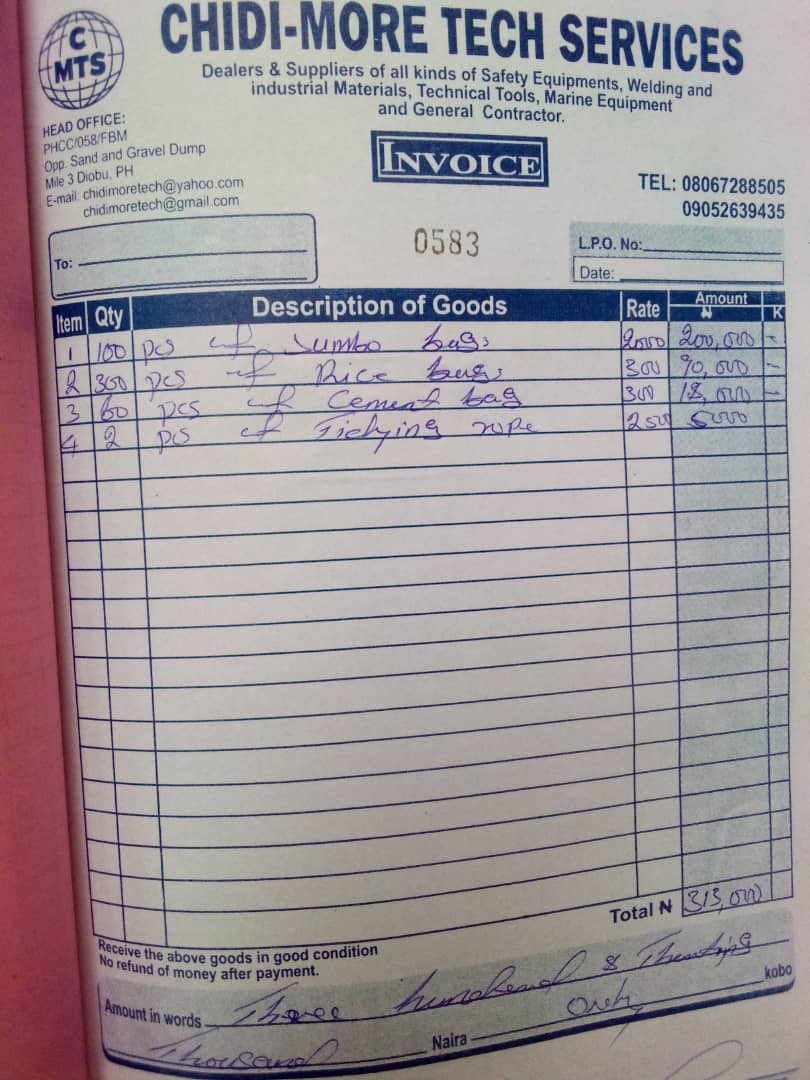 C
MTS
CHIDI-MORE TECH SERVICES
Dealers & Suppliers of all kinds of Safety Equipments, Welding and
industrial Materials, Technical Tools, Marine Equipment
and General Contractor.
HEAD OFFICE:
PHCC/058/FBM
Opp. Sand and Gravel Dump
Mile 3 Diobu, PH
E-mail: chidimoretech@yahoo.com
chidimoretech@gmail.com
INVOICE
TEL: 08067288505
09052639435
To:
0583
L.P.O. No:
Date:
Item Qty Description of Goods Rate Amount ₦ K
1 100 pcs of Jumbo bags 2000 200,000 -
2 300 pcs of Rice bags 300 90,000 -
3 60 pcs of Cement bag 300 18,000 -
4 2 pcs of rope 2500 5000
Total ₦ 313,000
Receive the above goods in good condition
No refund of money after payment.
Amount in words Three hundred &
Thousand Naira Only kobo